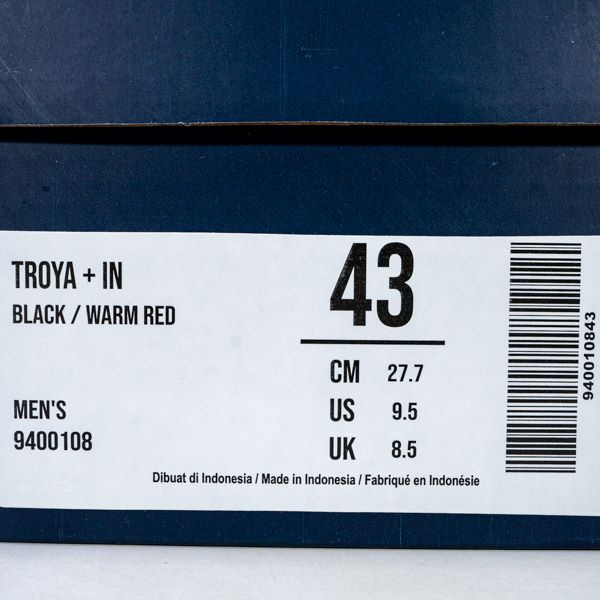 TROYA + IN
BLACK / WARM RED
MEN'S
9400108
43
CM 27.7
US 9.5
UK 8.5
Dibuat di Indonesia / Made in Indonesia / Fabriqué en Indonésie
940010843